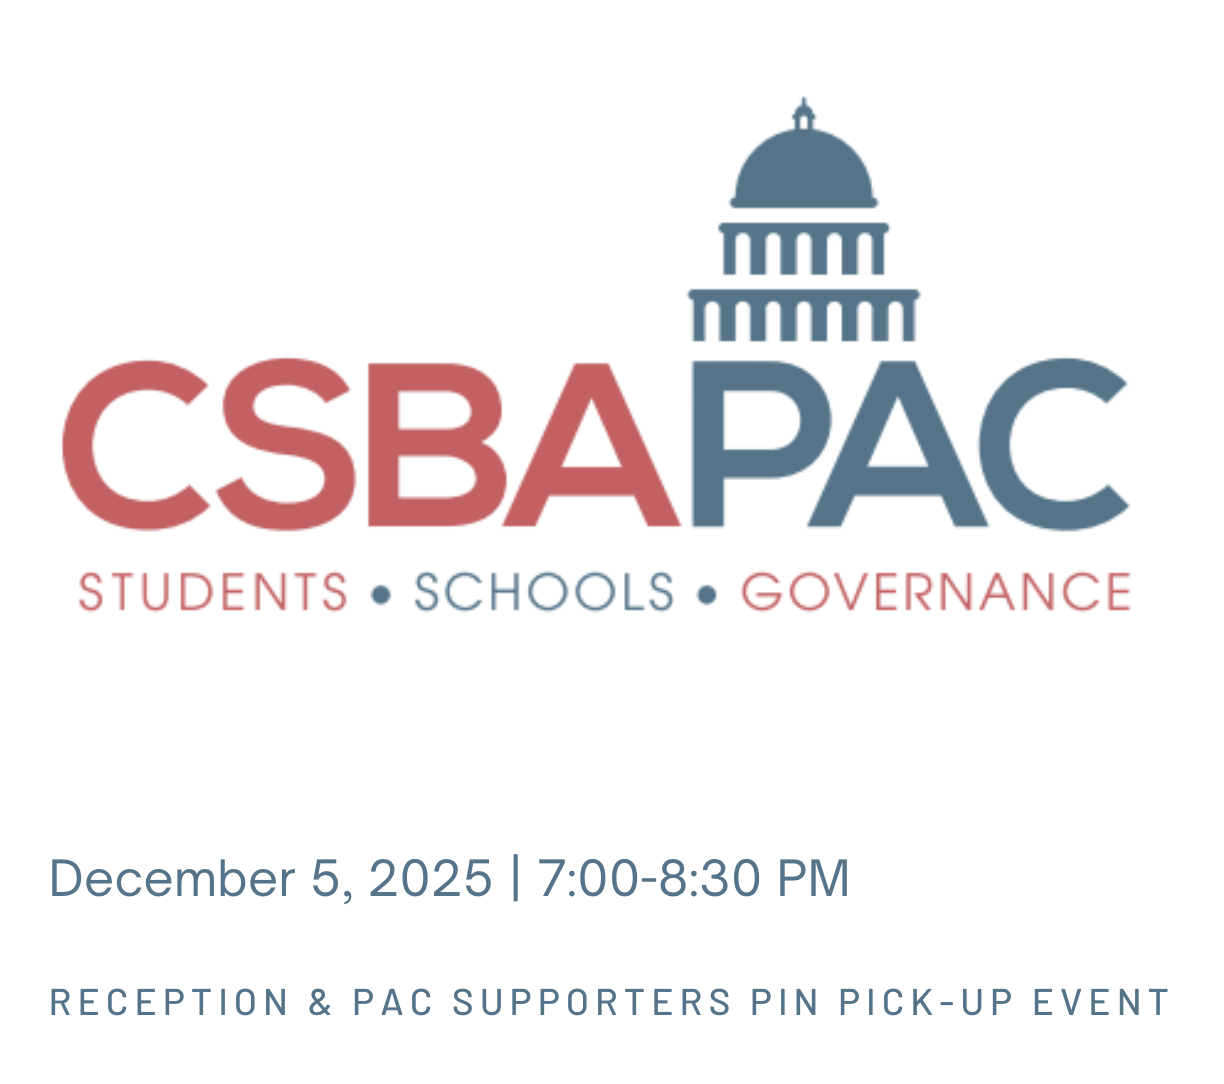 CSBAPAC
STUDENTS • SCHOOLS • GOVERNANCE
December 5, 2025 | 7:00-8:30 PM
RECEPTION & PAC SUPPORTERS PIN PICK-UP EVENT